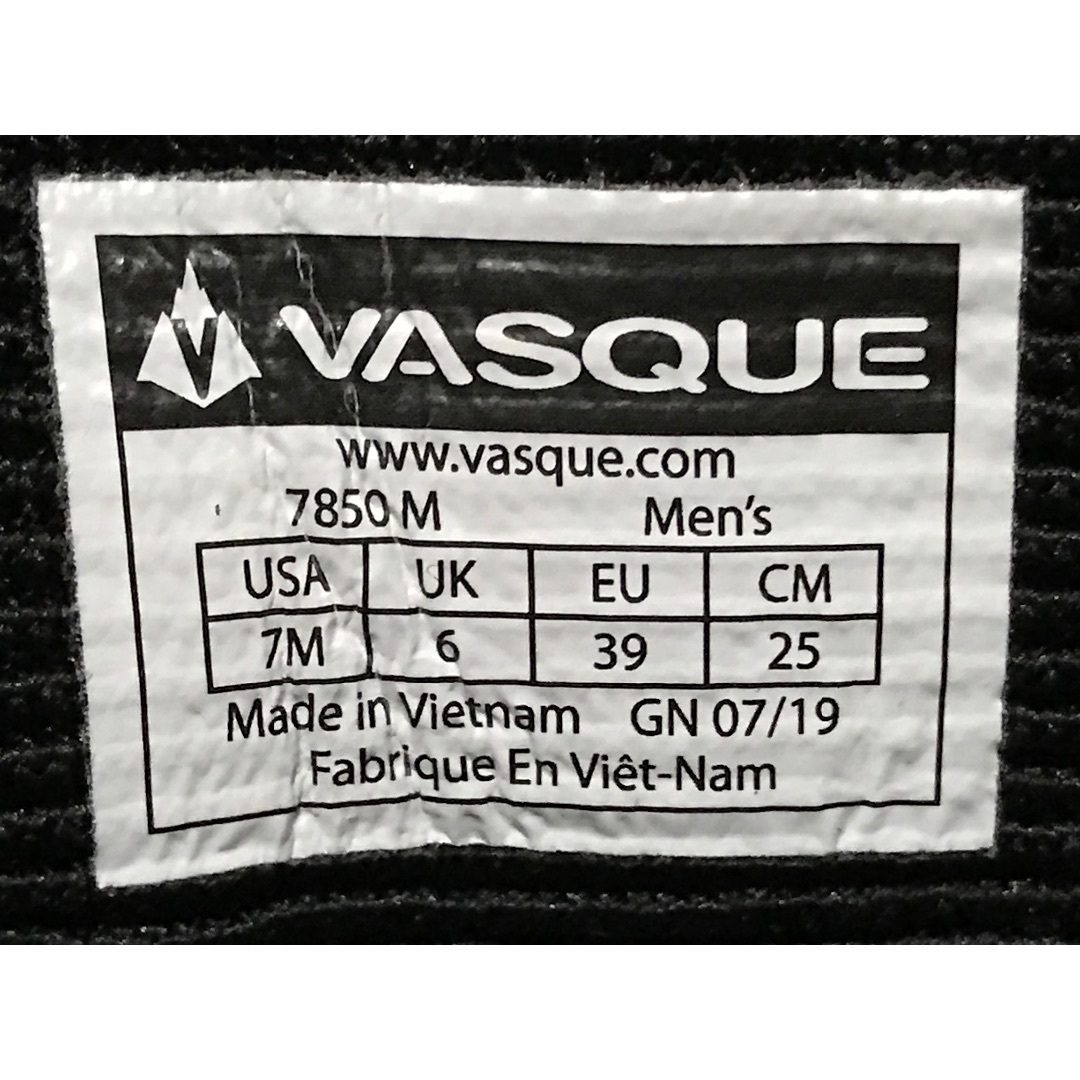 V VASQUE
www.vasque.com
7850 M Men's
USA UK EU CM
7M 6 39 25
Made in Vietnam GN 07/19
Fabrique En Viêt-Nam